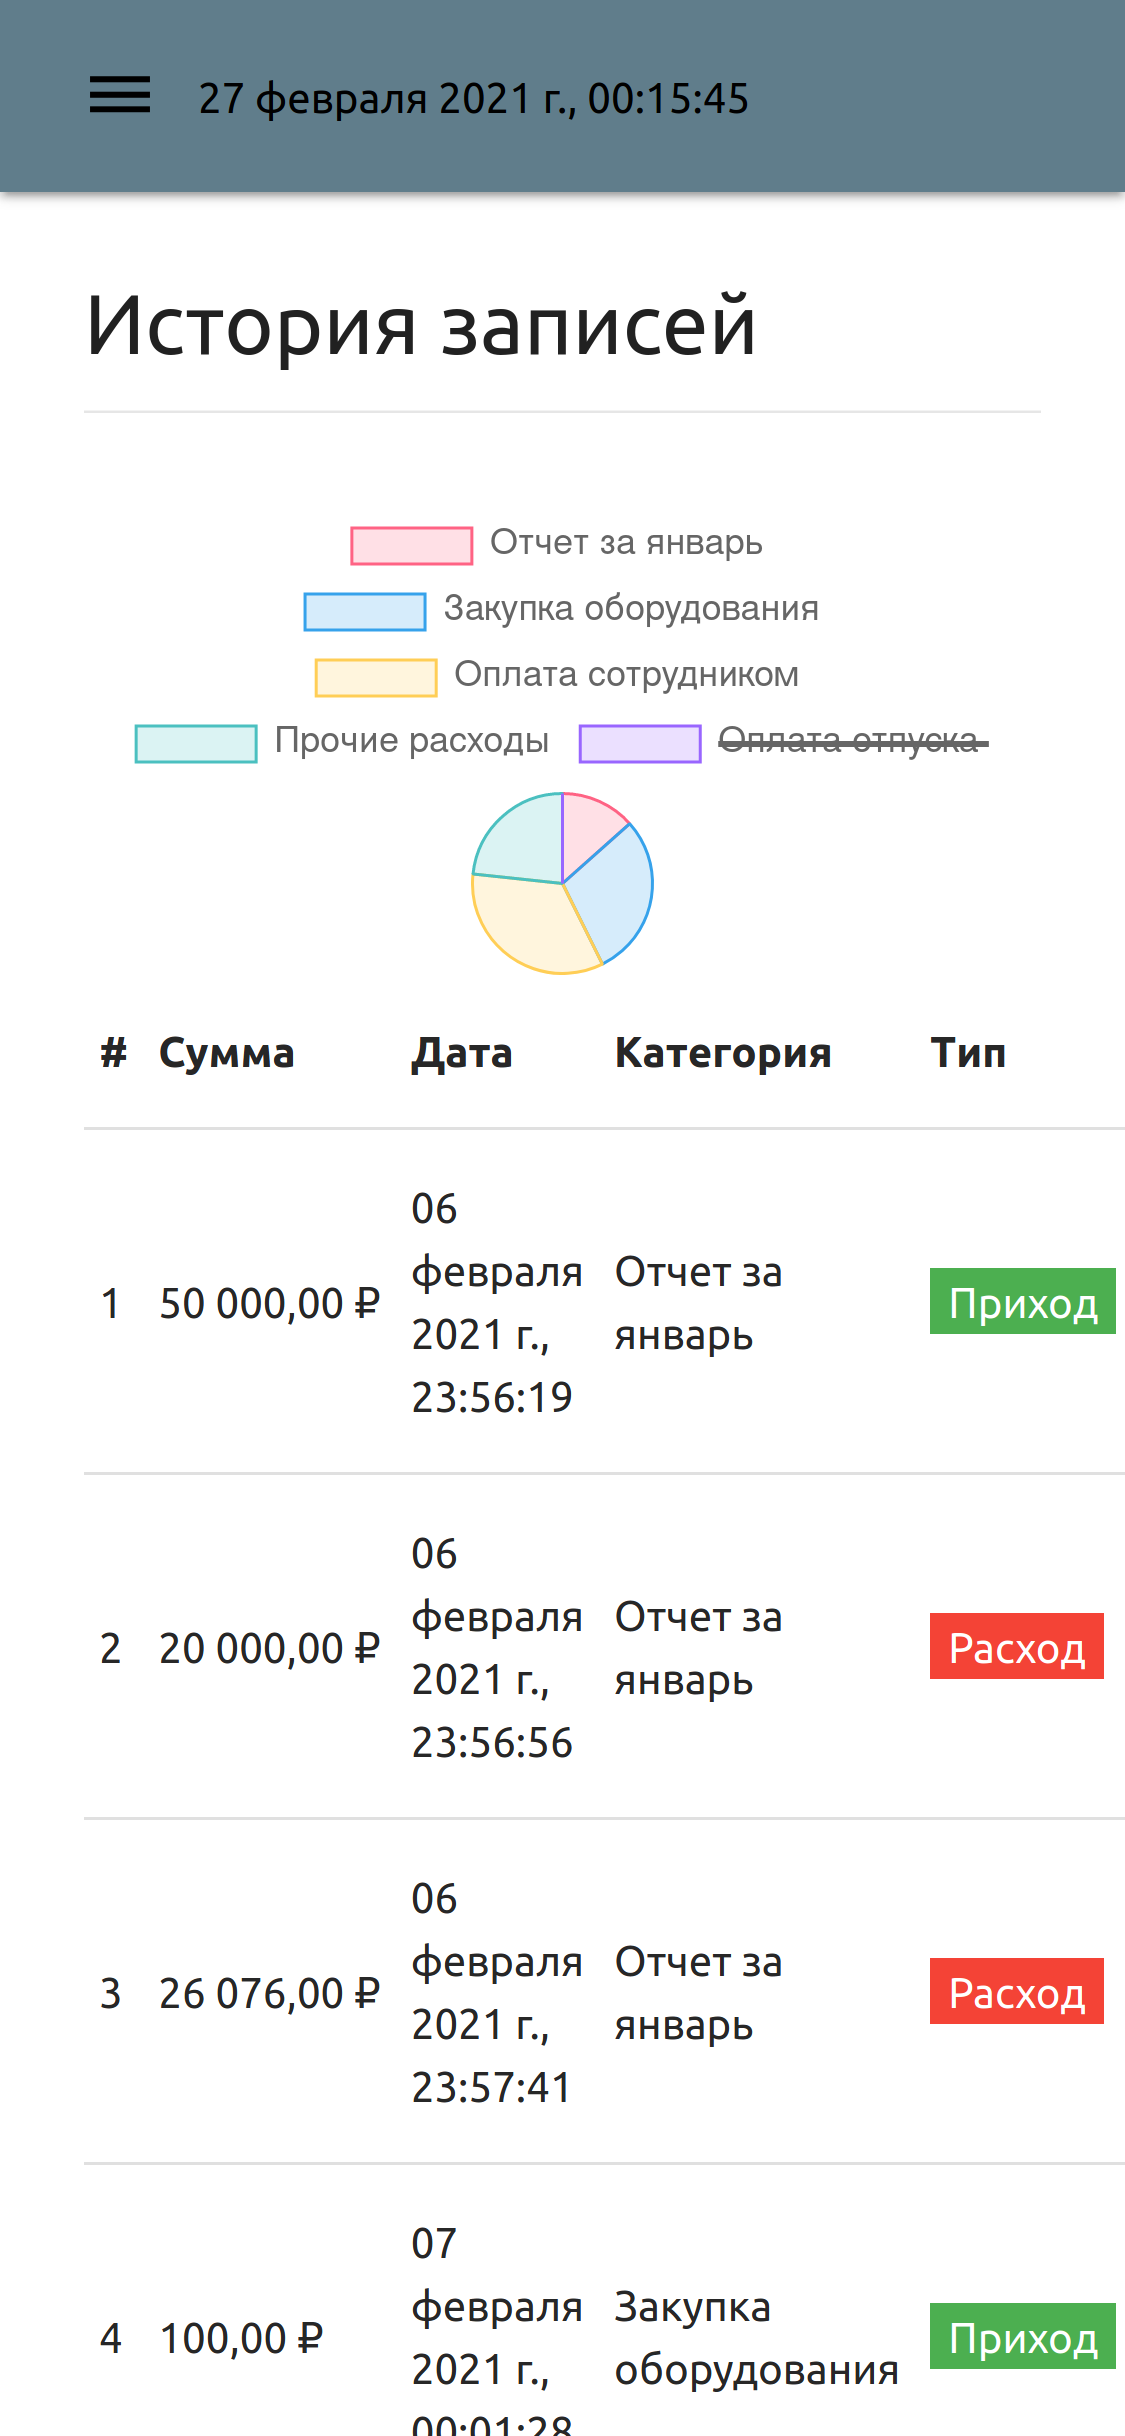 27 февраля 2021 г., 00:15:45
История записей
Отчет за январь
Закупка оборудования
Оплата сотрудником
Прочие расходы Оплата отпуска
# Сумма Дата Категория Тип
1 50 000,00 ₽ 06 февраля 2021 г., 23:56:19 Отчет за январь Приход
2 20 000,00 ₽ 06 февраля 2021 г., 23:56:56 Отчет за январь Расход
3 26 076,00 ₽ 06 февраля 2021 г., 23:57:41 Отчет за январь Расход
4 100,00 ₽ 07 февраля 2021 г., 00:01:28 Закупка оборудования Приход